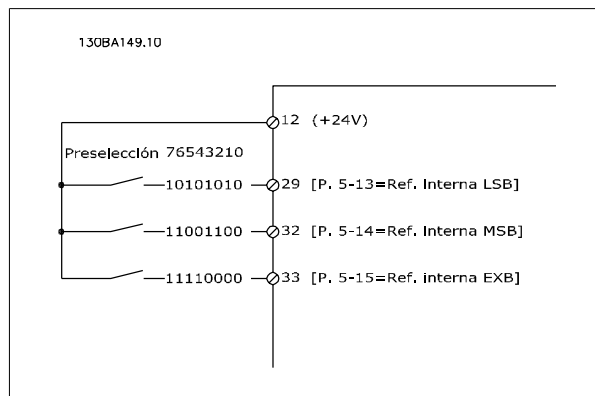 130BA149.10
12 (+24V)
Preselección 76543210
10101010 29 [P. 5-13=Ref. Interna LSB]
11001100 32 [P. 5-14=Ref. Interna MSB]
11110000 33 [P. 5-15=Ref. interna EXB]